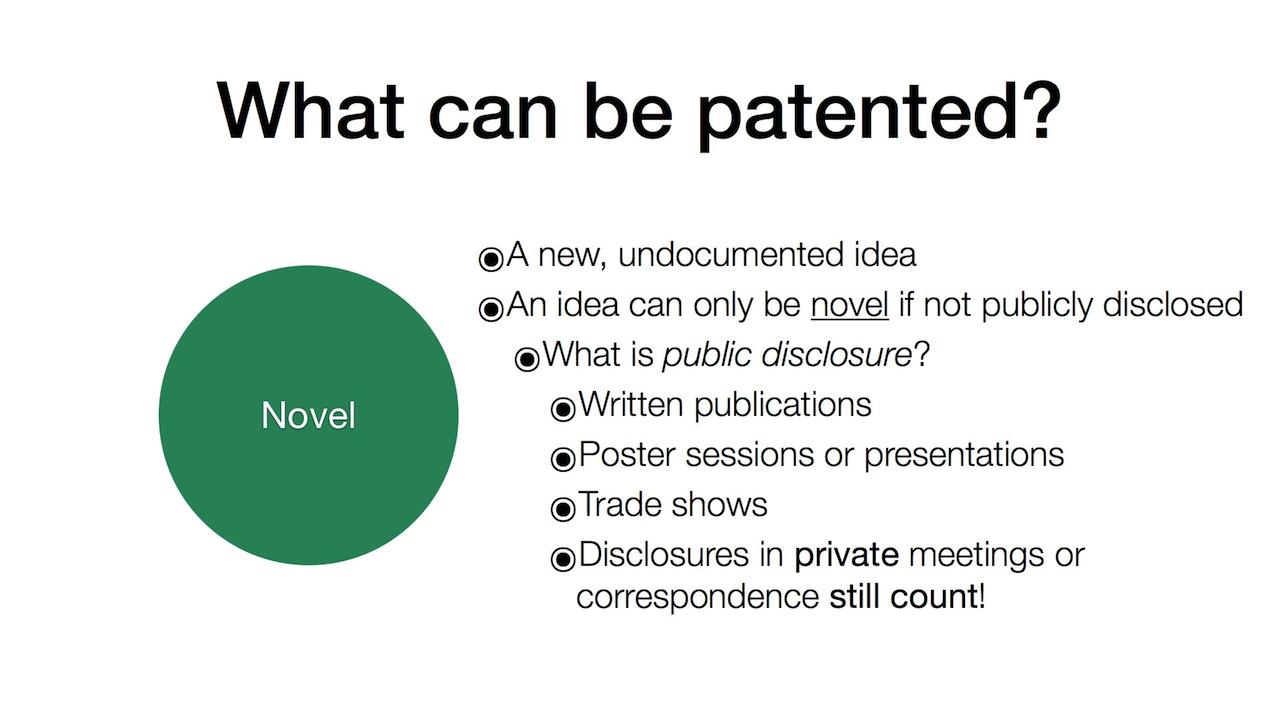 What can be patented?
Novel
◉A new, undocumented idea
◉An idea can only be novel if not publicly disclosed
◉What is public disclosure?
◉Written publications
◉Poster sessions or presentations
◉Trade shows
◉Disclosures in private meetings or
correspondence still count!